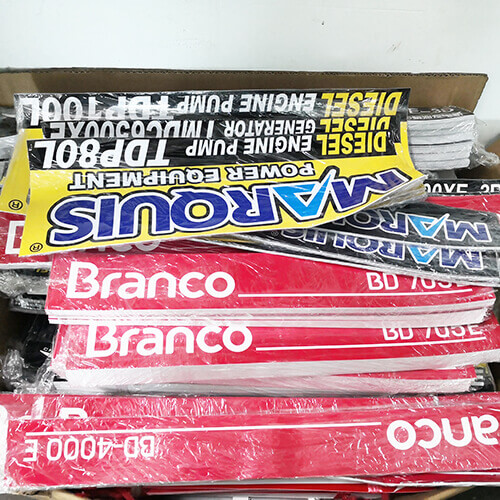 DIESEL ENGINE PUMP TDP100L
DIESEL GENERATOR
DIESEL ENGINE PUMP TDP80L
POWER EQUIPMENT
MARQUIS®
MARQUIS
MARQUIS®
Branco BD 705E
Branco BD 705E
BD-4000 E
anco